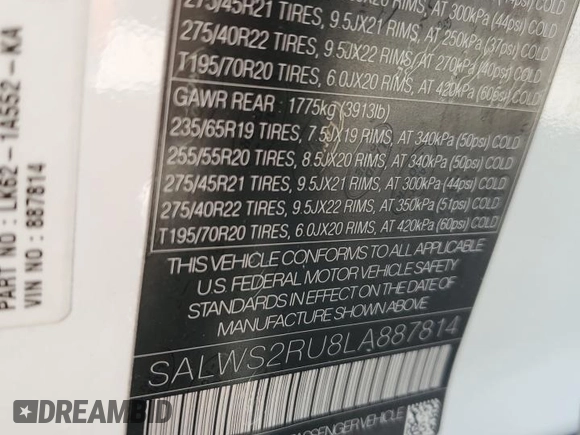 275/45R21 TIRES, 9.5JX21 RIMS, AT 250kPa (37psi) COLD
275/40R22 TIRES, 9.5JX22 RIMS, AT 270kPa (40psi) COLD
T195/70R20 TIRES, 6.0JX20 RIMS, AT 420kPa (60psi) COLD
GAWR REAR : 1775kg (3913lb)
235/65R19 TIRES, 7.5JX19 RIMS, AT 340kPa (50psi) COLD
255/55R20 TIRES, 8.5JX20 RIMS, AT 340kPa (50psi) COLD
275/45R21 TIRES, 9.5JX21 RIMS, AT 300kPa (44psi) COLD
275/40R22 TIRES, 9.5JX22 RIMS, AT 350kPa (51psi) COLD
T195/70R20 TIRES, 6.0JX20 RIMS, AT 420kPa (60psi) COLD
THIS VEHICLE CONFORMS TO ALL APPLICABLE
U.S. FEDERAL MOTOR VEHICLE SAFETY
STANDARDS IN EFFECT ON THE DATE OF
MANUFACTURE SHOWN ABOVE.
SALWS2RU8LA887814
PASSENGER VEHICLE
PART NO : LK62 - 1A552 - KA
VIN NO : 887814
DREAMBID